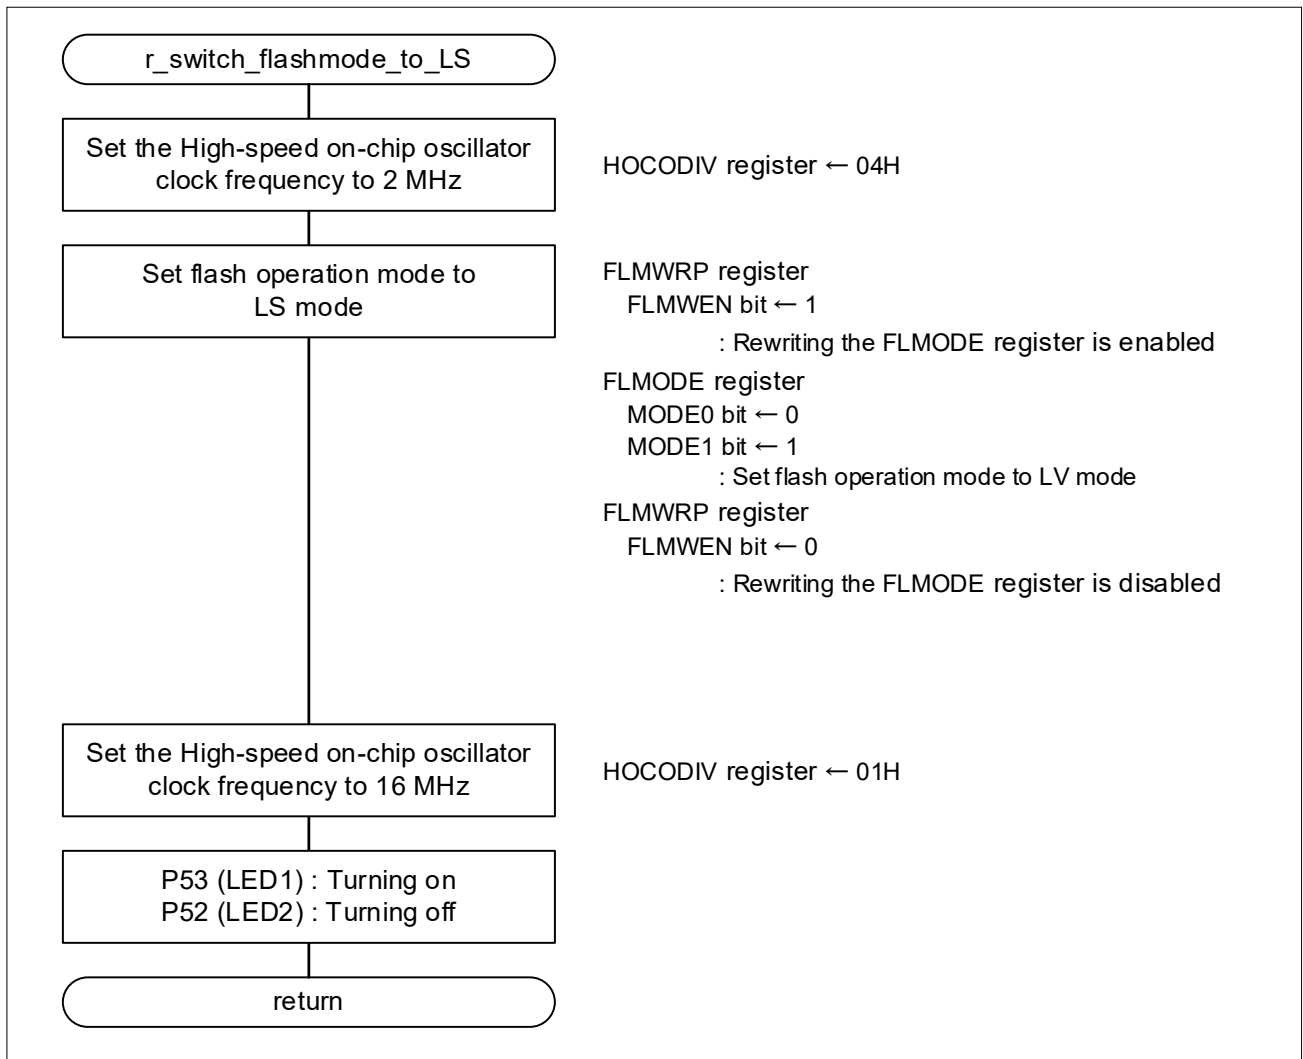 r_switch_flashmode_to_LS
Set the High-speed on-chip oscillator
clock frequency to 2 MHz
HOCODIV register ← 04H
Set flash operation mode to
LS mode
FLMWRP register
FLMWEN bit ← 1
: Rewriting the FLMODE register is enabled
FLMODE register
MODE0 bit ← 0
MODE1 bit ← 1
: Set flash operation mode to LV mode
FLMWRP register
FLMWEN bit ← 0
: Rewriting the FLMODE register is disabled
Set the High-speed on-chip oscillator
clock frequency to 16 MHz
HOCODIV register ← 01H
P53 (LED1) : Turning on
P52 (LED2) : Turning off
return